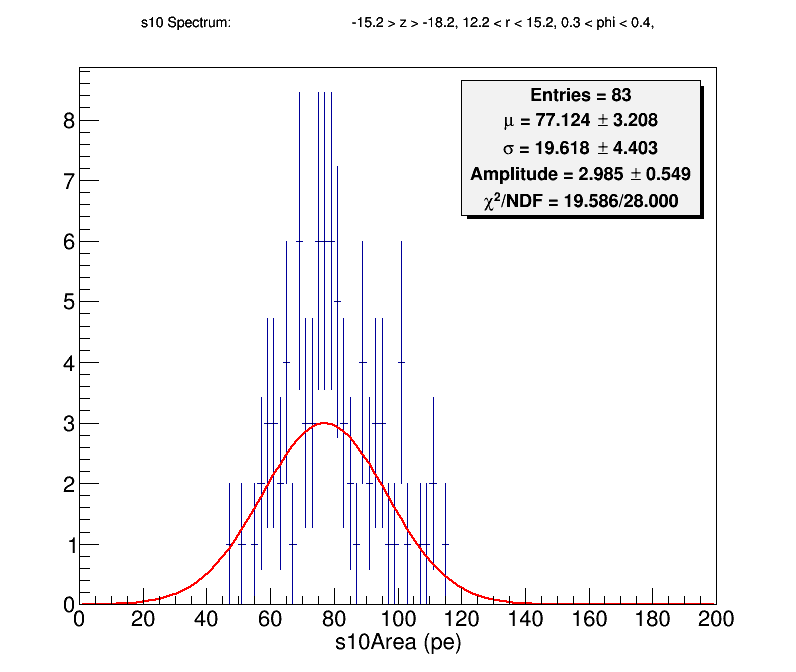 s10 Spectrum: -15.2 > z > -18.2, 12.2 < r < 15.2, 0.3 < phi < 0.4,
Entries = 83
μ = 77.124 ± 3.208
σ = 19.618 ± 4.403
Amplitude = 2.985 ± 0.549
χ²/NDF = 19.586/28.000
8
7
6
5
4
3
2
1
0
0 20 40 60 80 100 120 140 160 180 200
s10Area (pe)